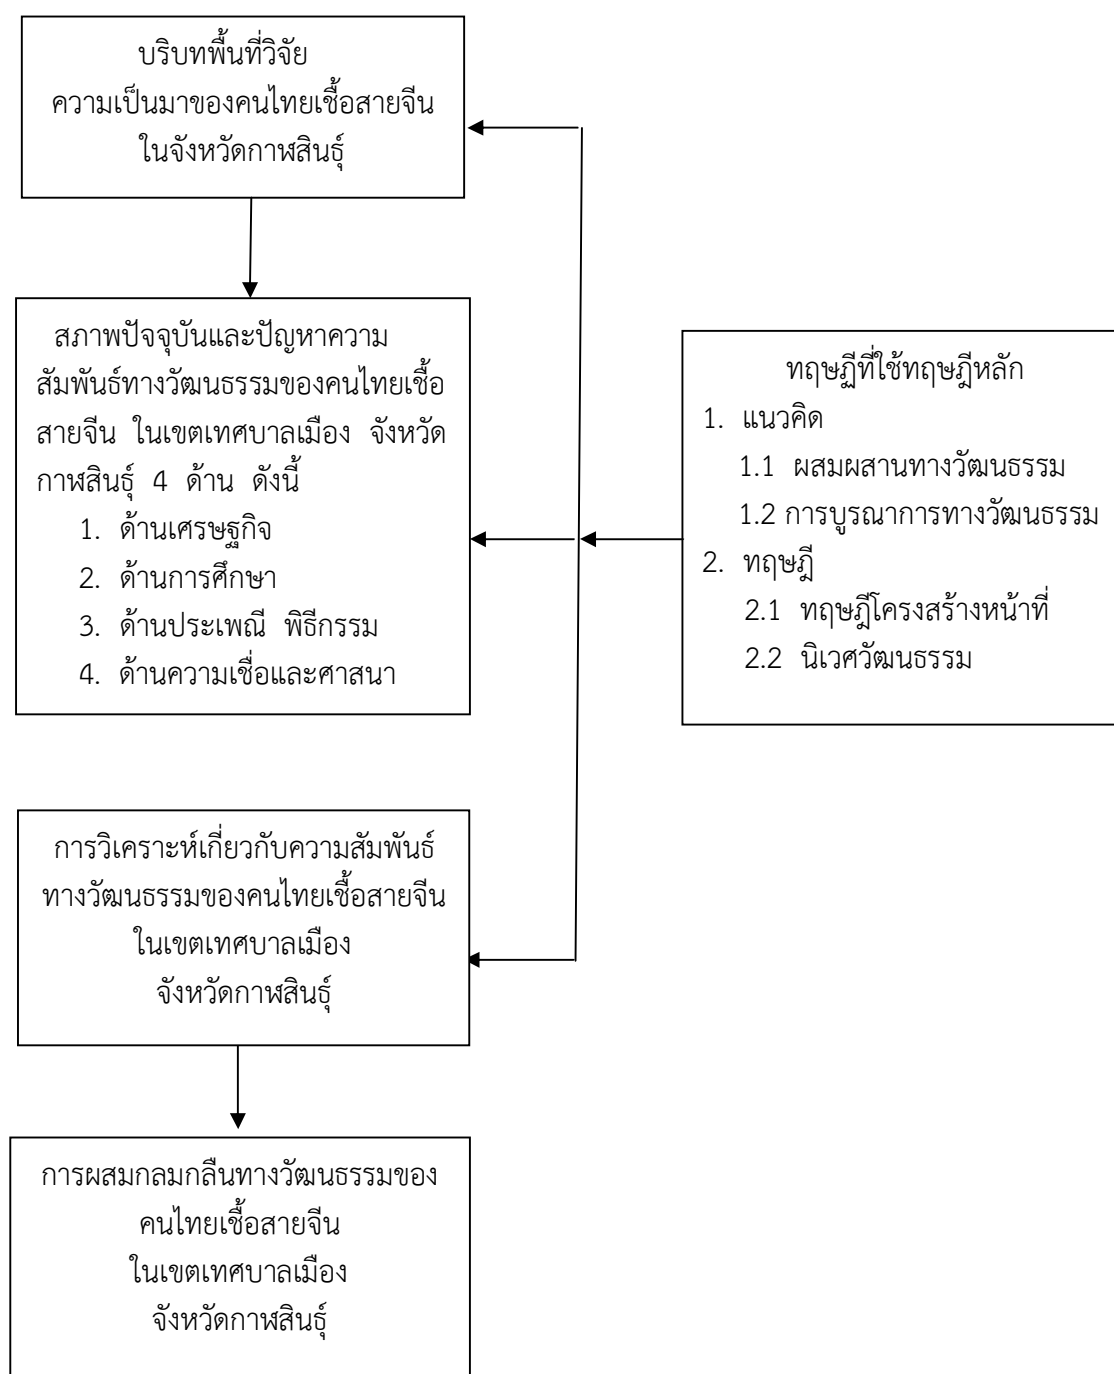 บริบทพื้นที่วิจัย
ความเป็นมาของคนไทยเชื้อสายจีน
ในจังหวัดกาฬสินธุ์
สภาพปัจจุบันและปัญหาความ
สัมพันธ์ทางวัฒนธรรมของคนไทยเชื้อ
สายจีน ในเขตเทศบาลเมือง จังหวัด
กาฬสินธุ์ 4 ด้าน ดังนี้
1. ด้านเศรษฐกิจ
2. ด้านการศึกษา
3. ด้านประเพณี พิธีกรรม
4. ด้านความเชื่อและศาสนา
ทฤษฏีที่ใช้ทฤษฎีหลัก
1. แนวคิด
1.1 ผสมผสานทางวัฒนธรรม
1.2 การบูรณาการทางวัฒนธรรม
2. ทฤษฎี
2.1 ทฤษฎีโครงสร้างหน้าที่
2.2 นิเวศวัฒนธรรม
การวิเคราะห์เกี่ยวกับความสัมพันธ์
ทางวัฒนธรรมของคนไทยเชื้อสายจีน
ในเขตเทศบาลเมือง
จังหวัดกาฬสินธุ์
การผสมกลมกลืนทางวัฒนธรรมของ
คนไทยเชื้อสายจีน
ในเขตเทศบาลเมือง
จังหวัดกาฬสินธุ์